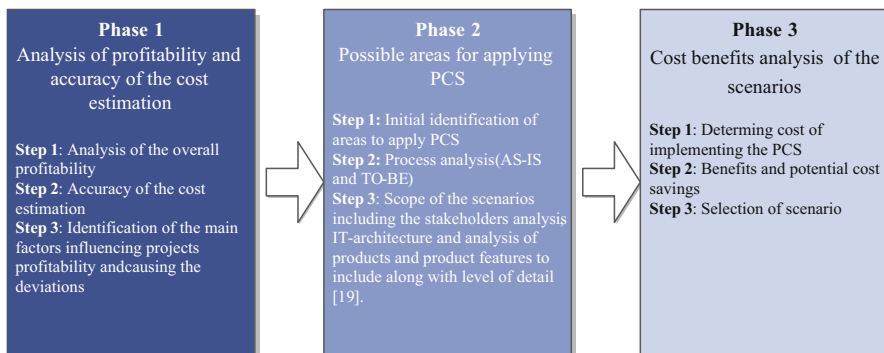 Phase 1
Analysis of profitability and
accuracy of the cost
estimation
Step 1: Analysis of the overall
profitability
Step 2: Accuracy of the cost
estimation
Step 3: Identification of the main
factors influencing projects
profitability andcausing the
deviations
Phase 2
Possible areas for applying
PCS
Step 1: Initial identification of
areas to apply PCS
Step 2: Process analysis(AS-IS
and TO-BE)
Step 3: Scope of the scenarios
including the stakeholders analysis,
IT-architecture and analysis of
products and product features to
include along with level of detail
[19].
Phase 3
Cost benefits analysis of the
scenarios
Step 1: Determing cost of
implementing the PCS
Step 2: Benefits and potential cost
savings
Step 3: Selection of scenario